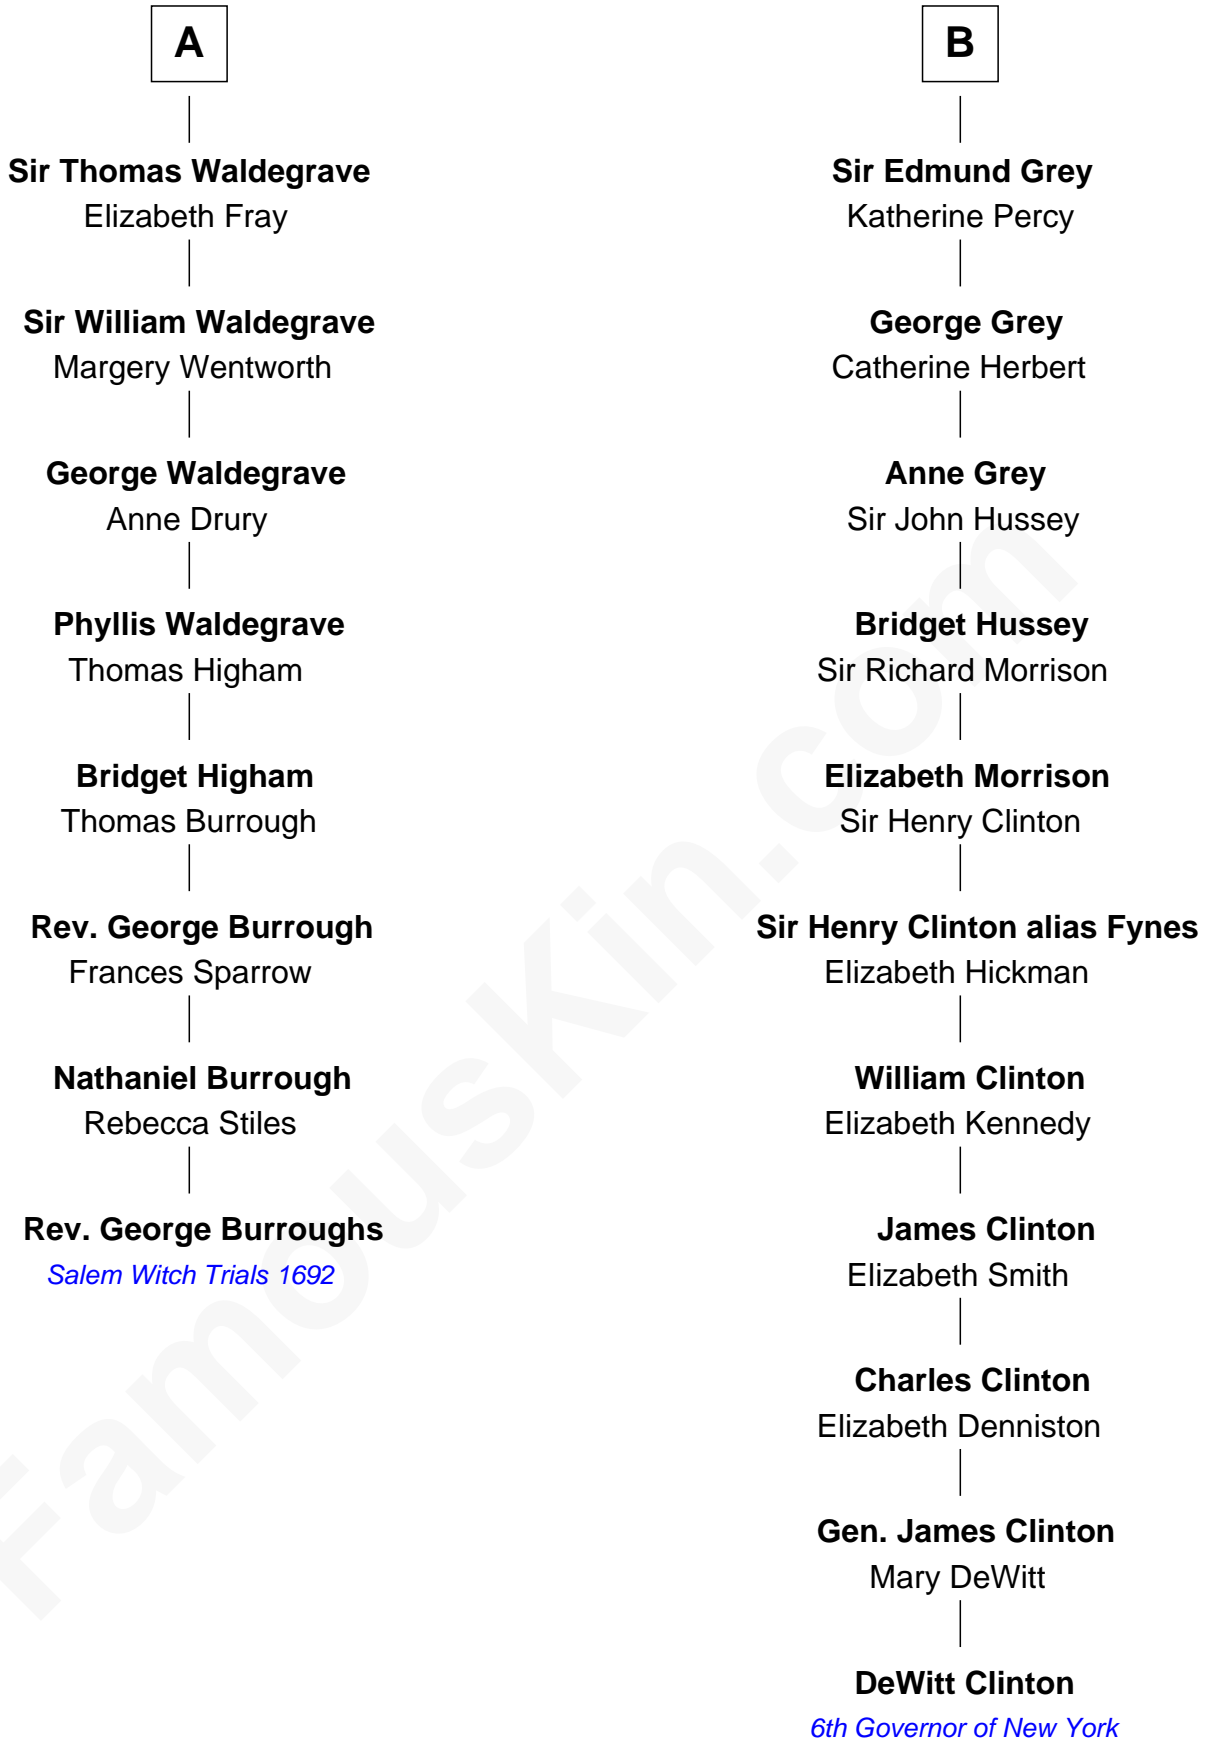 A
Sir Thomas Waldegrave
Elizabeth Fray
Sir William Waldegrave
Margery Wentworth
George Waldegrave
Anne Drury
Phyllis Waldegrave
Thomas Higham
Bridget Higham
Thomas Burrough
Rev. George Burrough
Frances Sparrow
Nathaniel Burrough
Rebecca Stiles
Rev. George Burroughs
Salem Witch Trials 1692
B
Sir Edmund Grey
Katherine Percy
George Grey
Catherine Herbert
Anne Grey
Sir John Hussey
Bridget Hussey
Sir Richard Morrison
Elizabeth Morrison
Sir Henry Clinton
Sir Henry Clinton alias Fynes
Elizabeth Hickman
William Clinton
Elizabeth Kennedy
James Clinton
Elizabeth Smith
Charles Clinton
Elizabeth Denniston
Gen. James Clinton
Mary DeWitt
DeWitt Clinton
6th Governor of New York
FamousKin.com